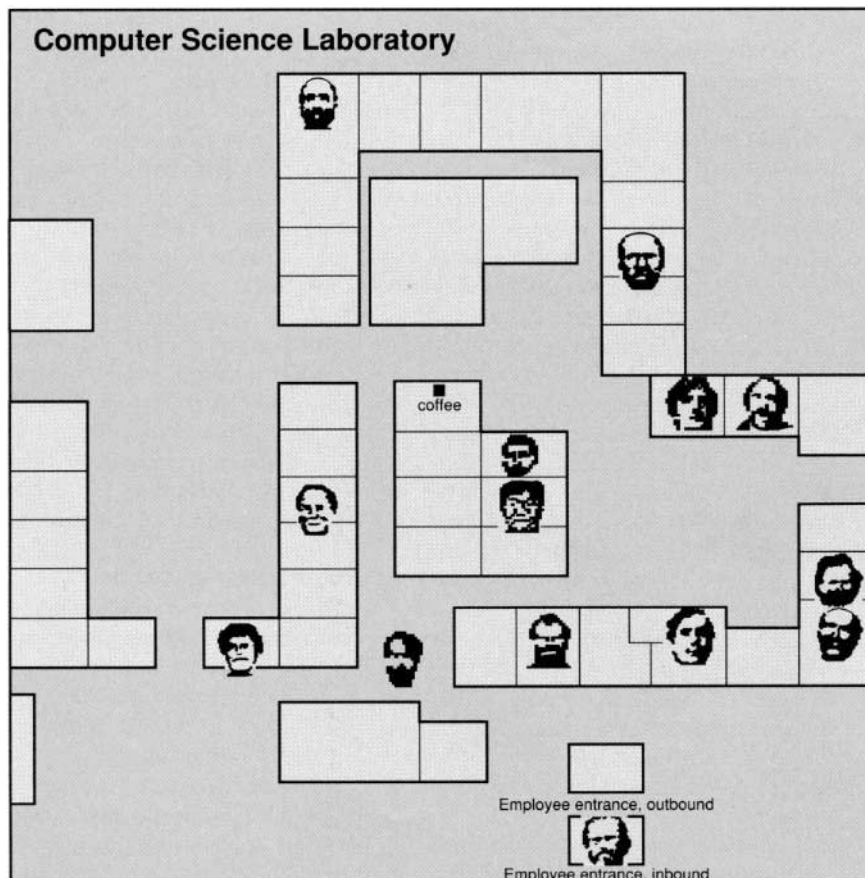 Computer Science Laboratory
coffee
Employee entrance, outbound
Employee entrance, inbound